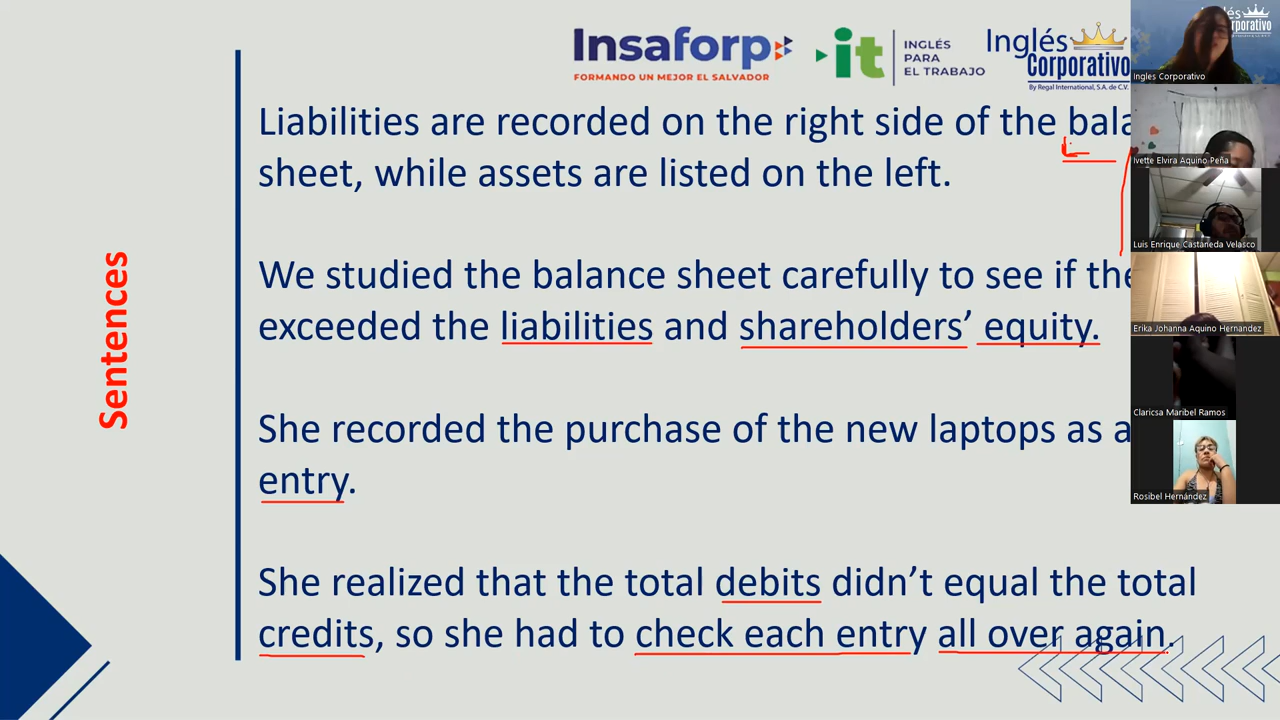 Insaforp
FORMANDO UN MEJOR EL SALVADOR
it
INGLÉS
PARA
EL TRABAJO
Inglés
Corporativo
By Regal International, S.A. de C.V.
Sentences
Liabilities are recorded on the right side of the
sheet, while assets are listed on the left.
We studied the balance sheet carefully to see if
exceeded the liabilities and shareholders’ equity.
She recorded the purchase of the new laptops as
entry.
She realized that the total debits didn’t equal the total
credits, so she had to check each entry all over again.
Ingles Corporativo
Ivette Elvira Aquino Peña
Luis Enrique Castaneda Velasco
Erika Johanna Aquino Hernandez
Claricsa Maribel Ramos
Rosibel Hernández